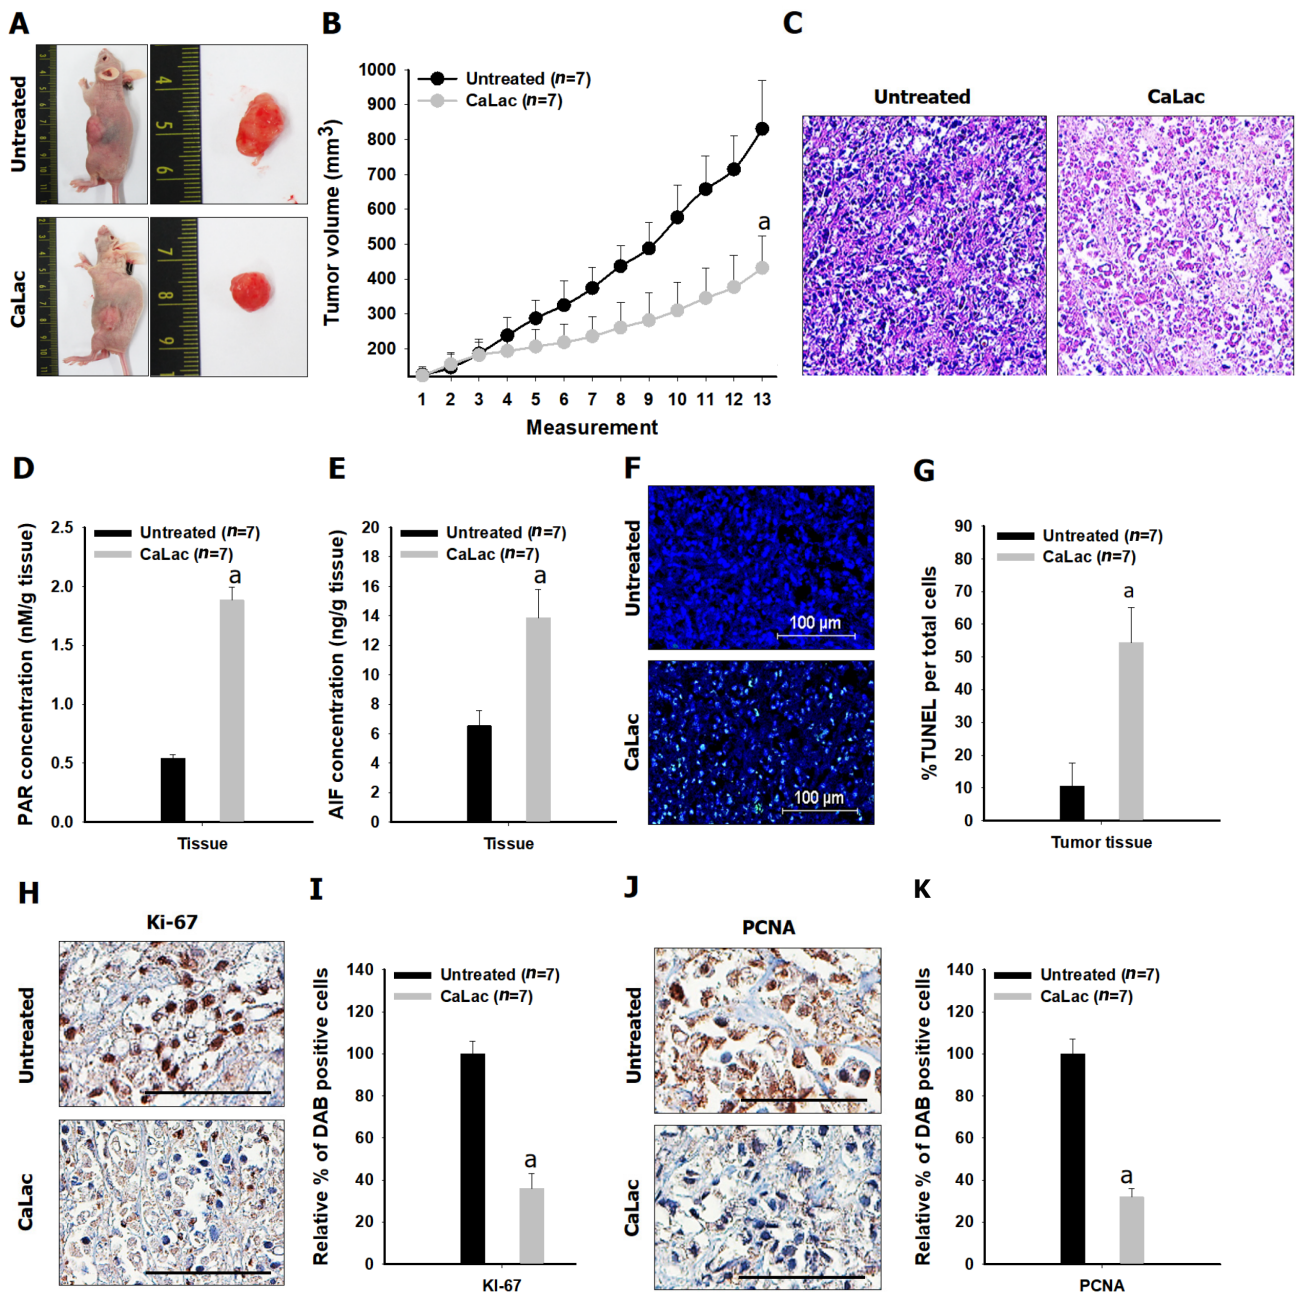 A
Untreated
4
5
6
CaLac
7
8
9
B
Tumor volume (mm3)
1000
900
800
700
600
500
400
300
200
Untreated (n=7)
CaLac (n=7)
a
1 2 3 4 5 6 7 8 9 10 11 12 13
Measurement
C
Untreated
CaLac
D
PAR concentration (nM/g tissue)
2.5
2.0
1.5
1.0
0.5
0.0
Untreated (n=7)
CaLac (n=7)
a
Tissue
E
AIF concentration (ng/g tissue)
20
18
16
14
12
10
8
6
4
2
0
Untreated (n=7)
CaLac (n=7)
a
Tissue
F
Untreated
100 µm
CaLac
100 µm
G
%TUNEL per total cells
90
80
70
60
50
40
30
20
10
0
Untreated (n=7)
CaLac (n=7)
a
Tumor tissue
H
Ki-67
Untreated
CaLac
I
Relative % of DAB positive cells
140
120
100
80
60
40
20
0
Untreated (n=7)
CaLac (n=7)
a
KI-67
J
PCNA
Untreated
CaLac
K
Relative % of DAB positive cells
140
120
100
80
60
40
20
0
Untreated (n=7)
CaLac (n=7)
a
PCNA